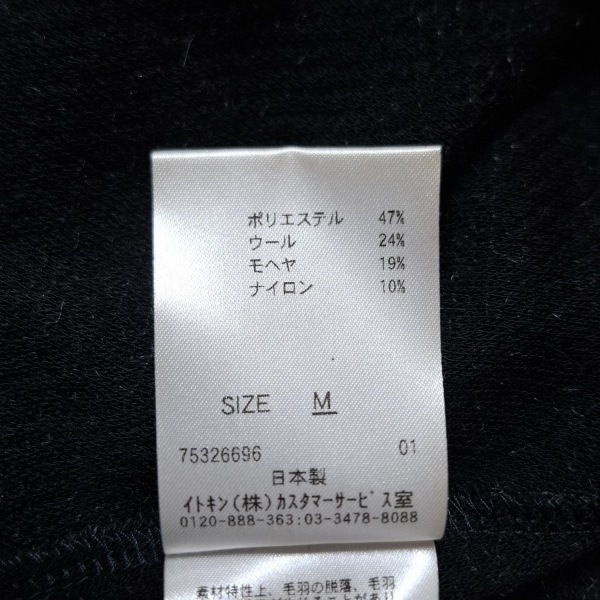 ポリエステル 47%
ウール 24%
モヘヤ 19%
ナイロン 10%
SIZE M
75326696 01
日本製
イトキン(株)カスタマーサービス室
0120-888-363:03-3478-8088
素材特性上、毛羽の脱落、毛羽